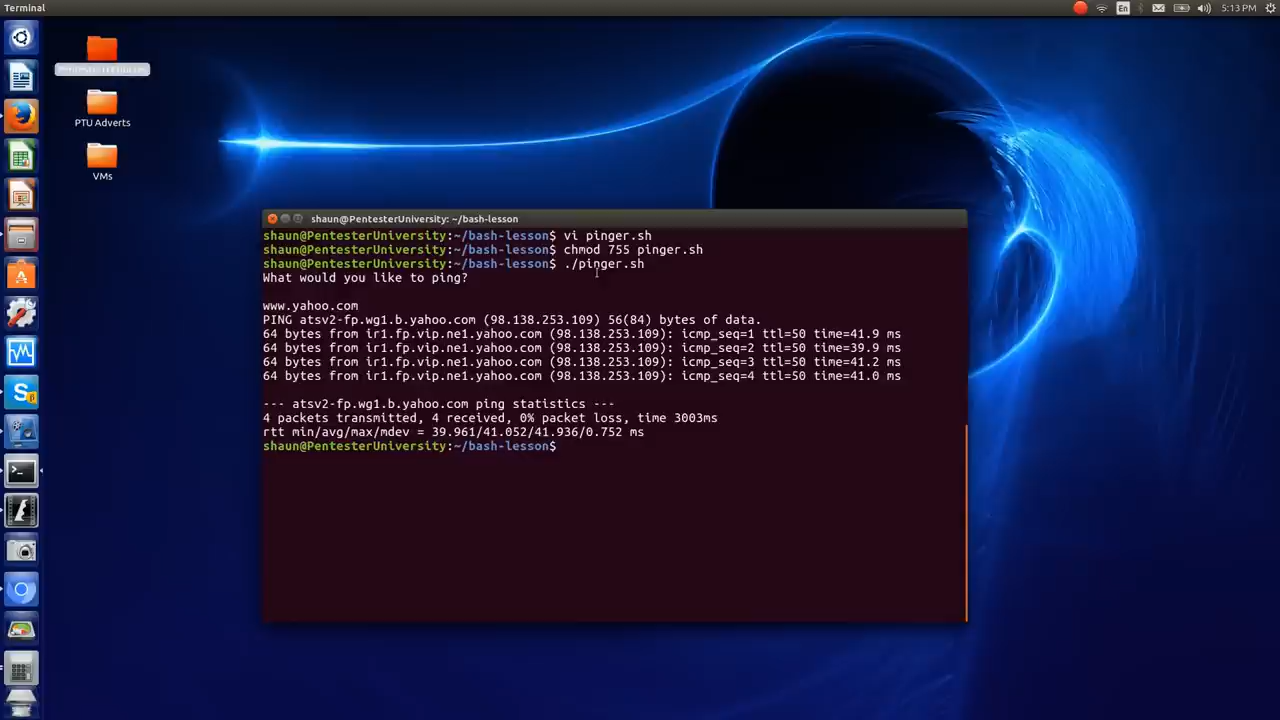 Terminal
En
5:13 PM
PTU Adverts
VMs
shaun@PentesterUniversity: ~/bash-lesson
shaun@PentesterUniversity:~/bash-lesson$ vi pinger.sh
shaun@PentesterUniversity:~/bash-lesson$ chmod 755 pinger.sh
shaun@PentesterUniversity:~/bash-lesson$ ./pinger.sh
What would you like to ping?
www.yahoo.com
PING atsv2-fp.wg1.b.yahoo.com (98.138.253.109) 56(84) bytes of data.
64 bytes from ir1.fp.vip.ne1.yahoo.com (98.138.253.109): icmp_seq=1 ttl=50 time=41.9 ms
64 bytes from ir1.fp.vip.ne1.yahoo.com (98.138.253.109): icmp_seq=2 ttl=50 time=39.9 ms
64 bytes from ir1.fp.vip.ne1.yahoo.com (98.138.253.109): icmp_seq=3 ttl=50 time=41.2 ms
64 bytes from ir1.fp.vip.ne1.yahoo.com (98.138.253.109): icmp_seq=4 ttl=50 time=41.0 ms
--- atsv2-fp.wg1.b.yahoo.com ping statistics ---
4 packets transmitted, 4 received, 0% packet loss, time 3003ms
rtt min/avg/max/mdev = 39.961/41.052/41.936/0.752 ms
shaun@PentesterUniversity:~/bash-lesson$